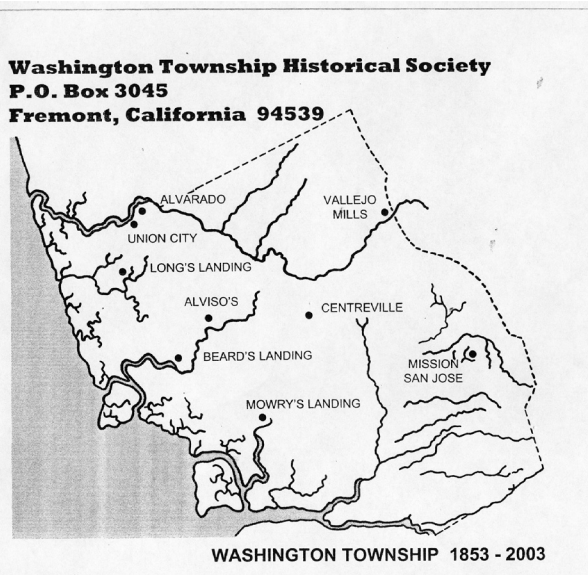 Washington Township Historical Society
P.O. Box 3045
Fremont, California  94539
ALVARADO
VALLEJO
MILLS
UNION CITY
LONG'S LANDING
ALVISO'S
CENTREVILLE
BEARD'S LANDING
MISSION
SAN JOSE
MOWRY'S LANDING
WASHINGTON TOWNSHIP  1853 - 2003